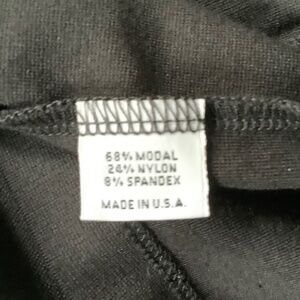 68% MODAL
24% NYLON
8% SPANDEX
MADE IN U.S.A.